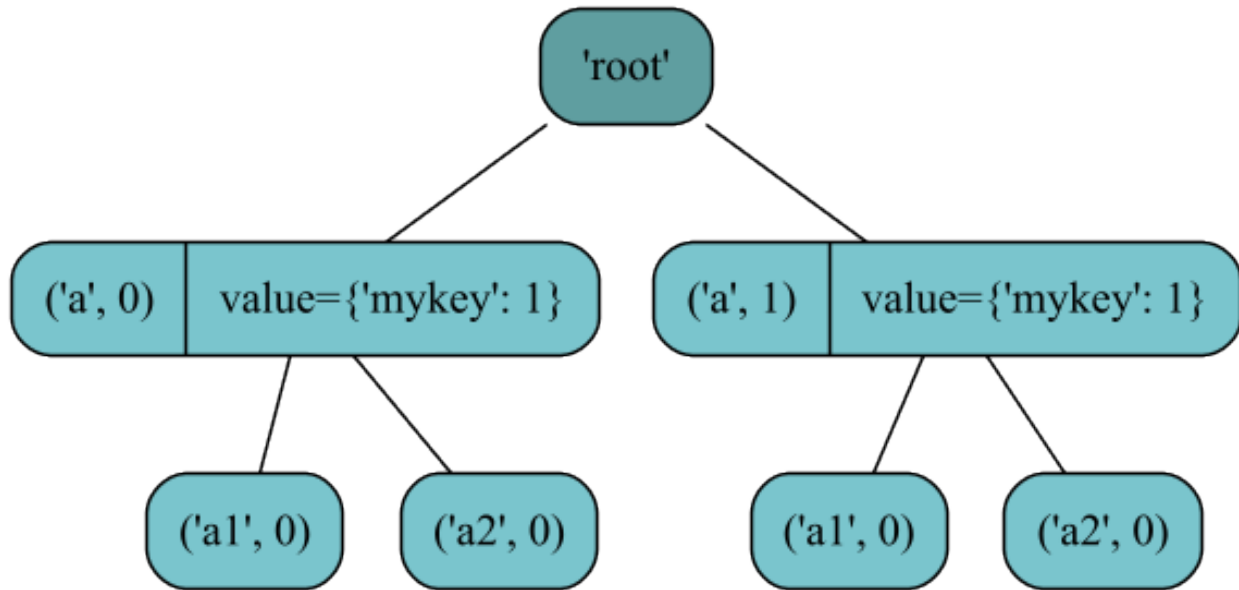 'root'
('a', 0) value={'mykey': 1}
('a', 1) value={'mykey': 1}
('a1', 0)
('a2', 0)
('a1', 0)
('a2', 0)